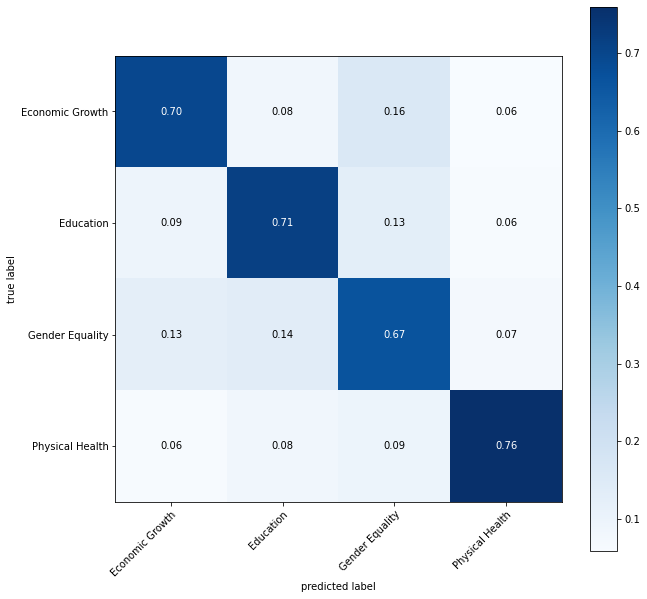 0.7
Economic Growth 0.70 0.08 0.16 0.06
0.6
Education 0.09 0.71 0.13 0.06
0.5
true label
0.4
Gender Equality 0.13 0.14 0.67 0.07
0.3
0.2
Physical Health 0.06 0.08 0.09 0.76
0.1
Economic Growth Education Gender Equality Physical Health
predicted label